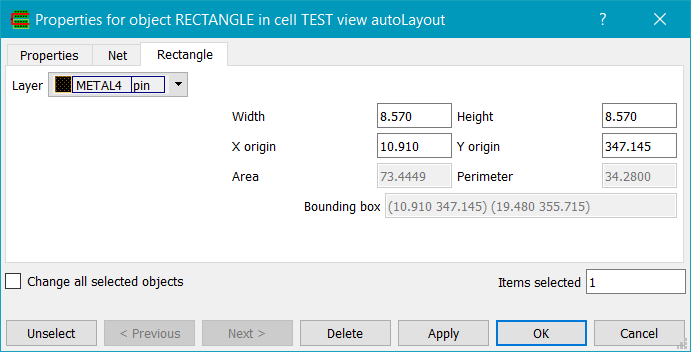 Properties for object RECTANGLE in cell TEST view autoLayout
Properties Net Rectangle
Layer METAL4 pin
Width 8.570 Height 8.570
X origin 10.910 Y origin 347.145
Area 73.4449 Perimeter 34.2800
Bounding box (10.910 347.145) (19.480 355.715)
Change all selected objects Items selected 1
Unselect < Previous Next > Delete Apply OK Cancel